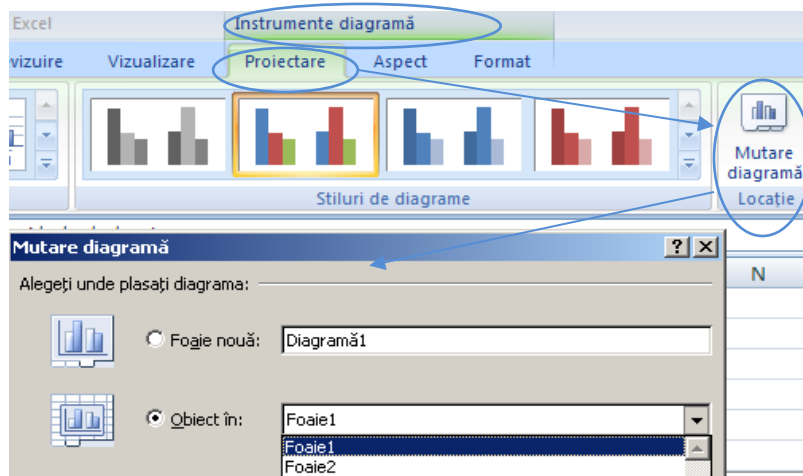 Excel Instrumente diagramă
vizuire Vizualizare Proiectare Aspect Format
Mutare
diagramă
Stiluri de diagrame Locație
Mutare diagramă
N
Alegeți unde plasați diagrama:
Foaie nouă: Diagramă1
Obiect în: Foaie1
Foaie1
Foaie2